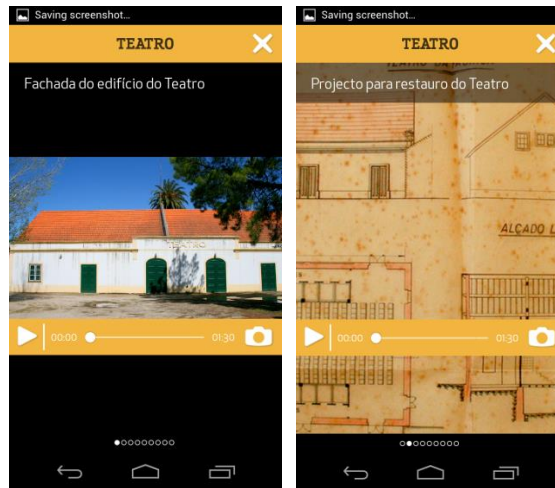 Saving screenshot...
TEATRO
Fachada do edifício do Teatro
TEATRO
00:00
01:30
Saving screenshot...
TEATRO
Projecto para restauro do Teatro
ALÇADO L
00:00
01:30